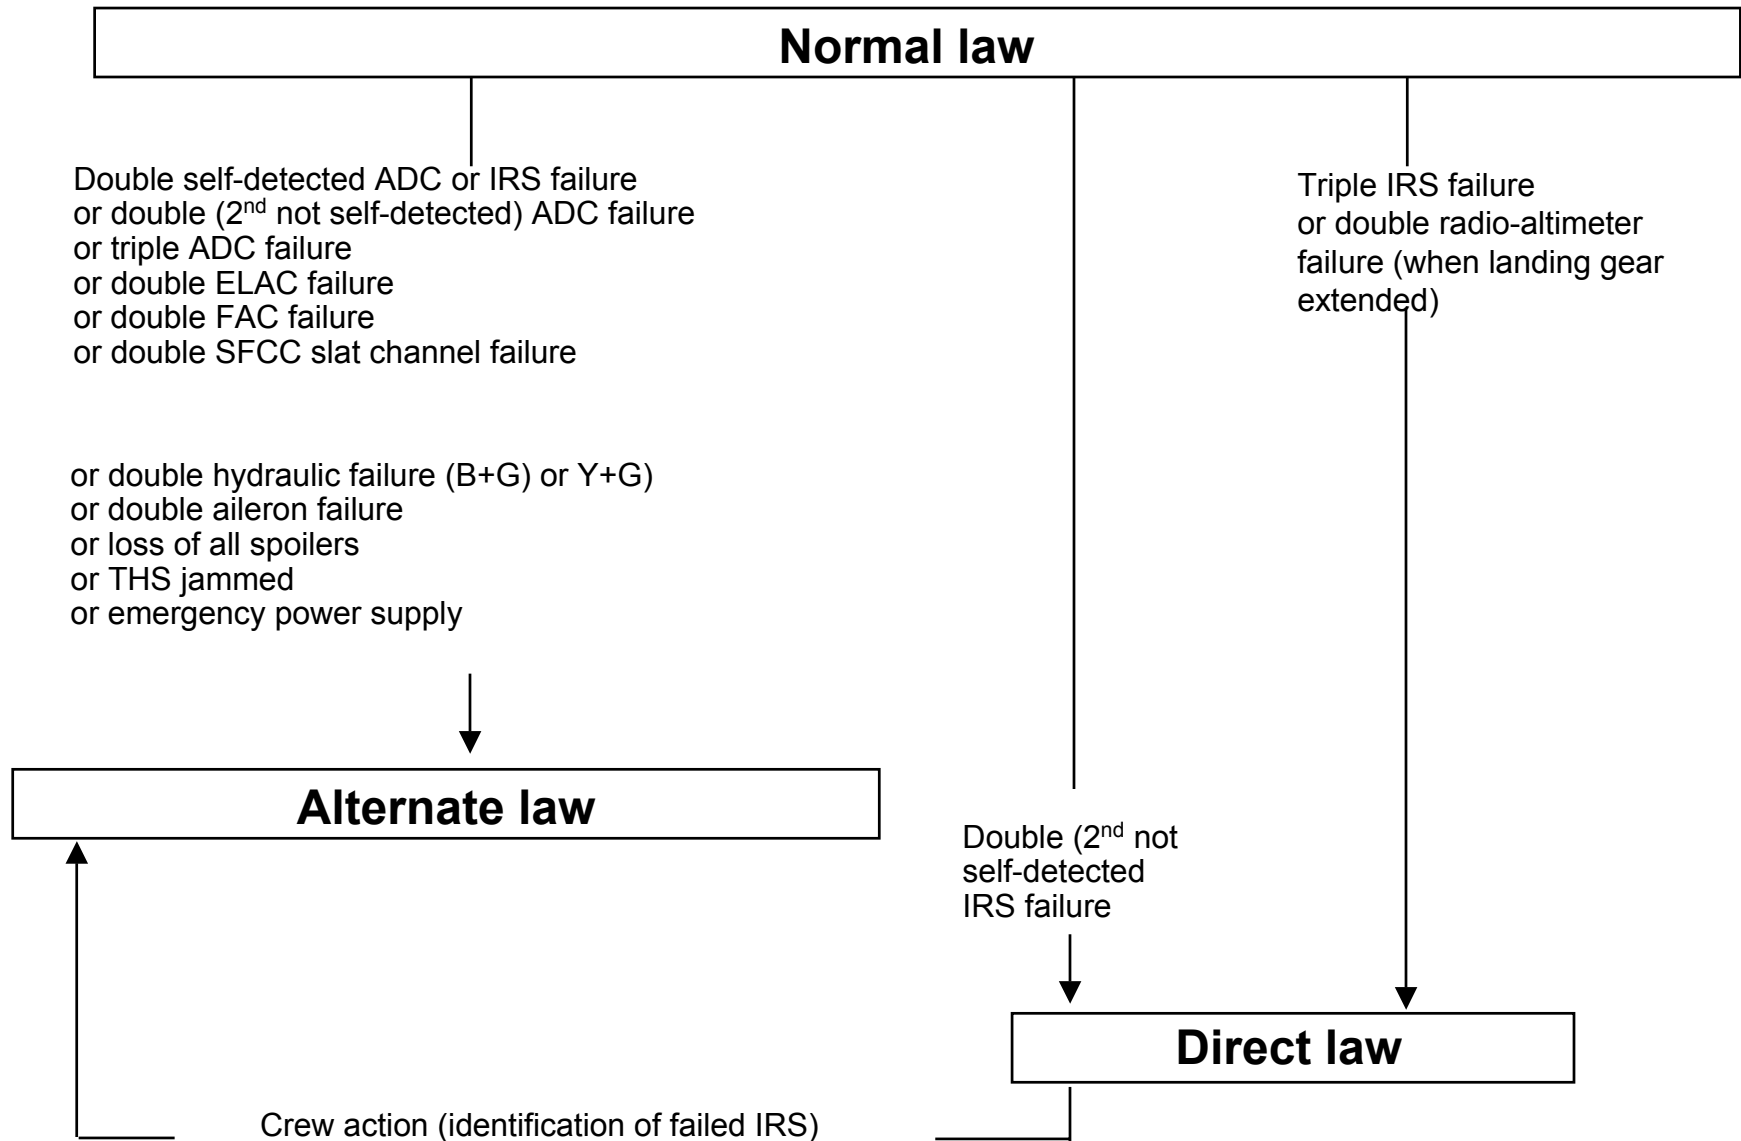 Normal law
Double self-detected ADC or IRS failure
or double (2nd not self-detected) ADC failure
or triple ADC failure
or double ELAC failure
or double FAC failure
or double SFCC slat channel failure
or double hydraulic failure (B+G) or Y+G)
or double aileron failure
or loss of all spoilers
or THS jammed
or emergency power supply
Triple IRS failure
or double radio-altimeter
failure (when landing gear
extended)
Alternate law
Double (2nd not
self-detected
IRS failure
Direct law
Crew action (identification of failed IRS)